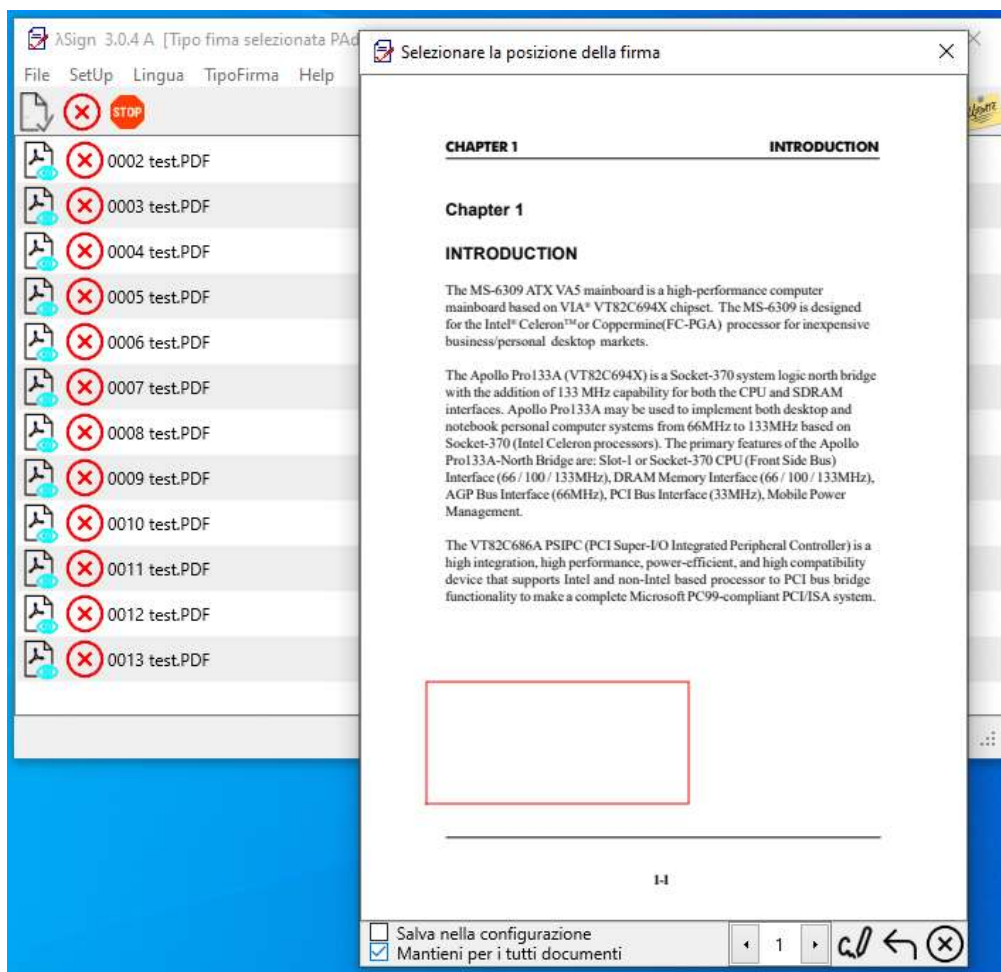 λSign 3.0.4 A [Tipo fima selezionata PAd
File SetUp Lingua TipoFirma Help
STOP
Update
0002 test.PDF
0003 test.PDF
0004 test.PDF
0005 test.PDF
0006 test.PDF
0007 test.PDF
0008 test.PDF
0009 test.PDF
0010 test.PDF
0011 test.PDF
0012 test.PDF
0013 test.PDF
Selezionare la posizione della firma
CHAPTER 1 INTRODUCTION
Chapter 1
INTRODUCTION
The MS-6309 ATX VA5 mainboard is a high-performance computer
mainboard based on VIA® VT82C694X chipset. The MS-6309 is designed
for the Intel® Celeron™or Coppermine(FC-PGA) processor for inexpensive
business/personal desktop markets.
The Apollo Pro133A (VT82C694X) is a Socket-370 system logic north bridge
with the addition of 133 MHz capability for both the CPU and SDRAM
interfaces. Apollo Pro133A may be used to implement both desktop and
notebook personal computer systems from 66MHz to 133MHz based on
Socket-370 (Intel Celeron processors). The primary features of the Apollo
Pro133A-North Bridge are: Slot-1 or Socket-370 CPU (Front Side Bus)
Interface (66 / 100 / 133MHz), DRAM Memory Interface (66 / 100 / 133MHz),
AGP Bus Interface (66MHz), PCI Bus Interface (33MHz), Mobile Power
Management.
The VT82C686A PSIPC (PCI Super-I/O Integrated Peripheral Controller) is a
high integration, high performance, power-efficient, and high compatibility
device that supports Intel and non-Intel based processor to PCI bus bridge
functionality to make a complete Microsoft PC99-compliant PCI/ISA system.
1-1
Salva nella configurazione
Mantieni per i tutti documenti
1